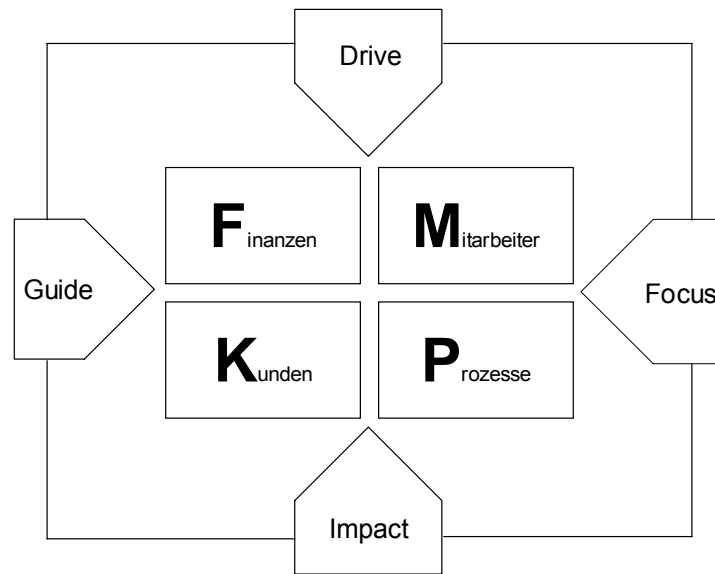 Drive
Finanzen
Mitarbeiter
Guide
Focus
Kunden
Prozesse
Impact